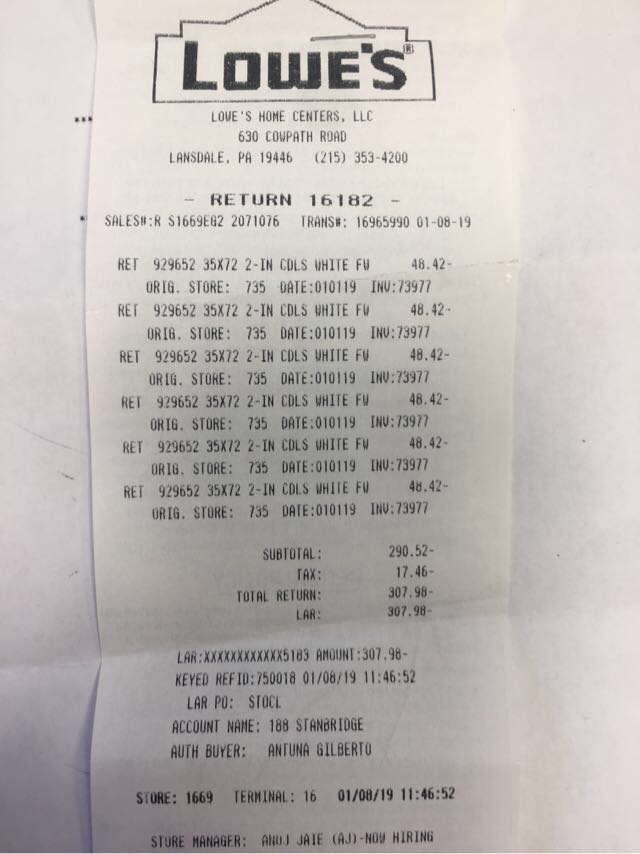 LOWE'S®
LOWE'S HOME CENTERS, LLC
630 COWPATH ROAD
LANSDALE, PA 19446 (215) 353-4200
- RETURN 16182 -
SALES#:R S1669EG2 2071076 TRANS#: 16965990 01-08-19
RET 929652 35X72 2-IN CDLS WHITE FW 48.42-
ORIG. STORE: 735 DATE:010119 INV:73977
RET 929652 35X72 2-IN CDLS WHITE FW 48.42-
ORIG. STORE: 735 DATE:010119 INV:73977
RET 929652 35X72 2-IN CDLS WHITE FW 48.42-
ORIG. STORE: 735 DATE:010119 INV:73977
RET 929652 35X72 2-IN CDLS WHITE FW 48.42-
ORIG. STORE: 735 DATE:010119 INV:73977
RET 929652 35X72 2-IN CDLS WHITE FW 48.42-
ORIG. STORE: 735 DATE:010119 INV:73977
RET 929652 35X72 2-IN CDLS WHITE FW 48.42-
ORIG. STORE: 735 DATE:010119 INV:73977
SUBTOTAL: 290.52-
TAX: 17.46-
TOTAL RETURN: 307.98-
LAR: 307.98-
LAR:XXXXXXXXXXXX5183 AMOUNT:307.98-
KEYED REFID:750018 01/08/19 11:46:52
LAR PO: STOCL
ACCOUNT NAME: 188 STANBRIDGE
AUTH BUYER: ANTUNA GILBERTO
STORE: 1669 TERMINAL: 16 01/08/19 11:46:52
STORE MANAGER: ANUJ JAIE (AJ)-NOW HIRING